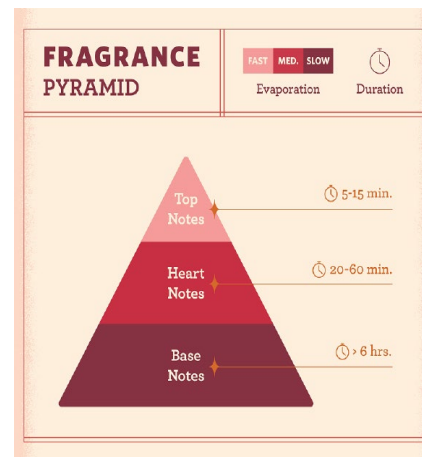 FRAGRANCE
PYRAMID
FAST MED. SLOW
Evaporation
Duration
Top
Notes
5-15 min.
Heart
Notes
20-60 min.
Base
Notes
> 6 hrs.